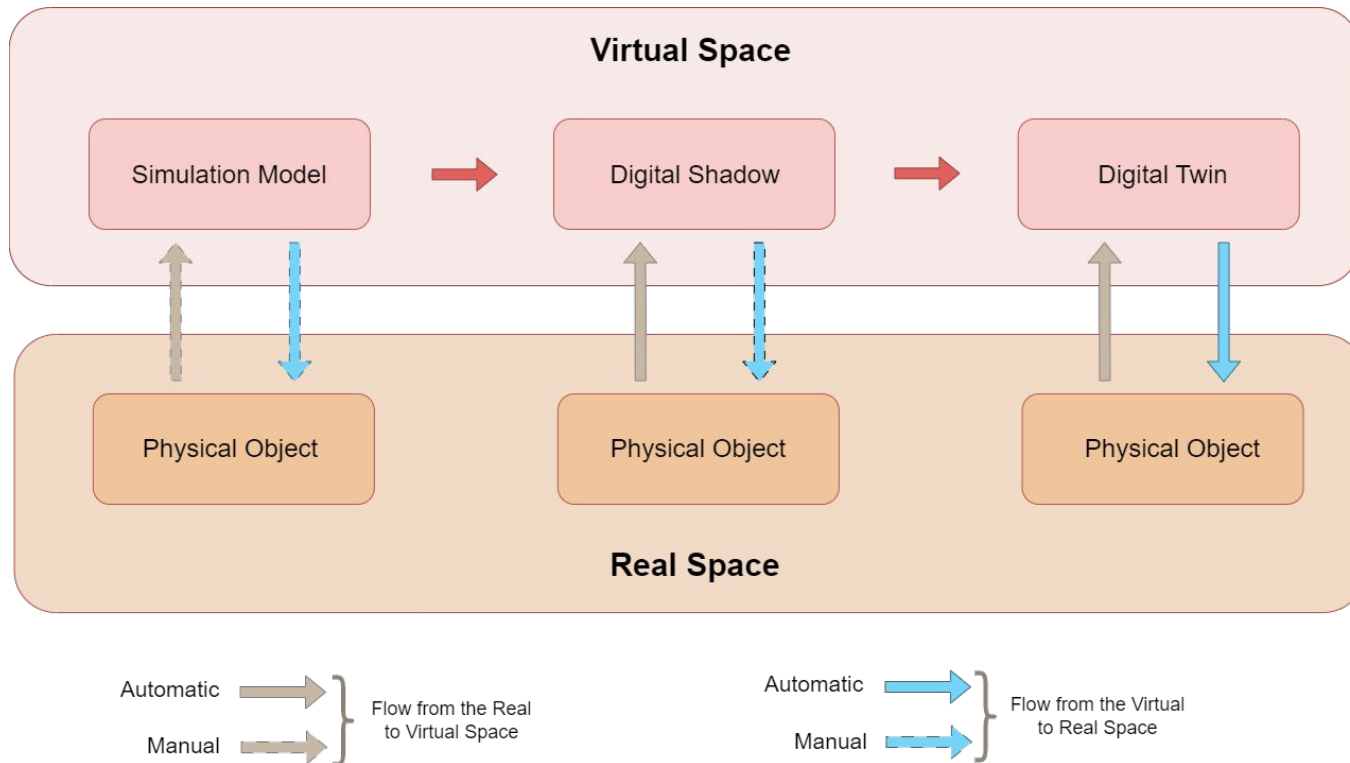 Virtual Space
Simulation Model
Digital Shadow
Digital Twin
Physical Object
Physical Object
Physical Object
Real Space
Automatic
Manual
Flow from the Real
to Virtual Space
Automatic
Manual
Flow from the Virtual
to Real Space